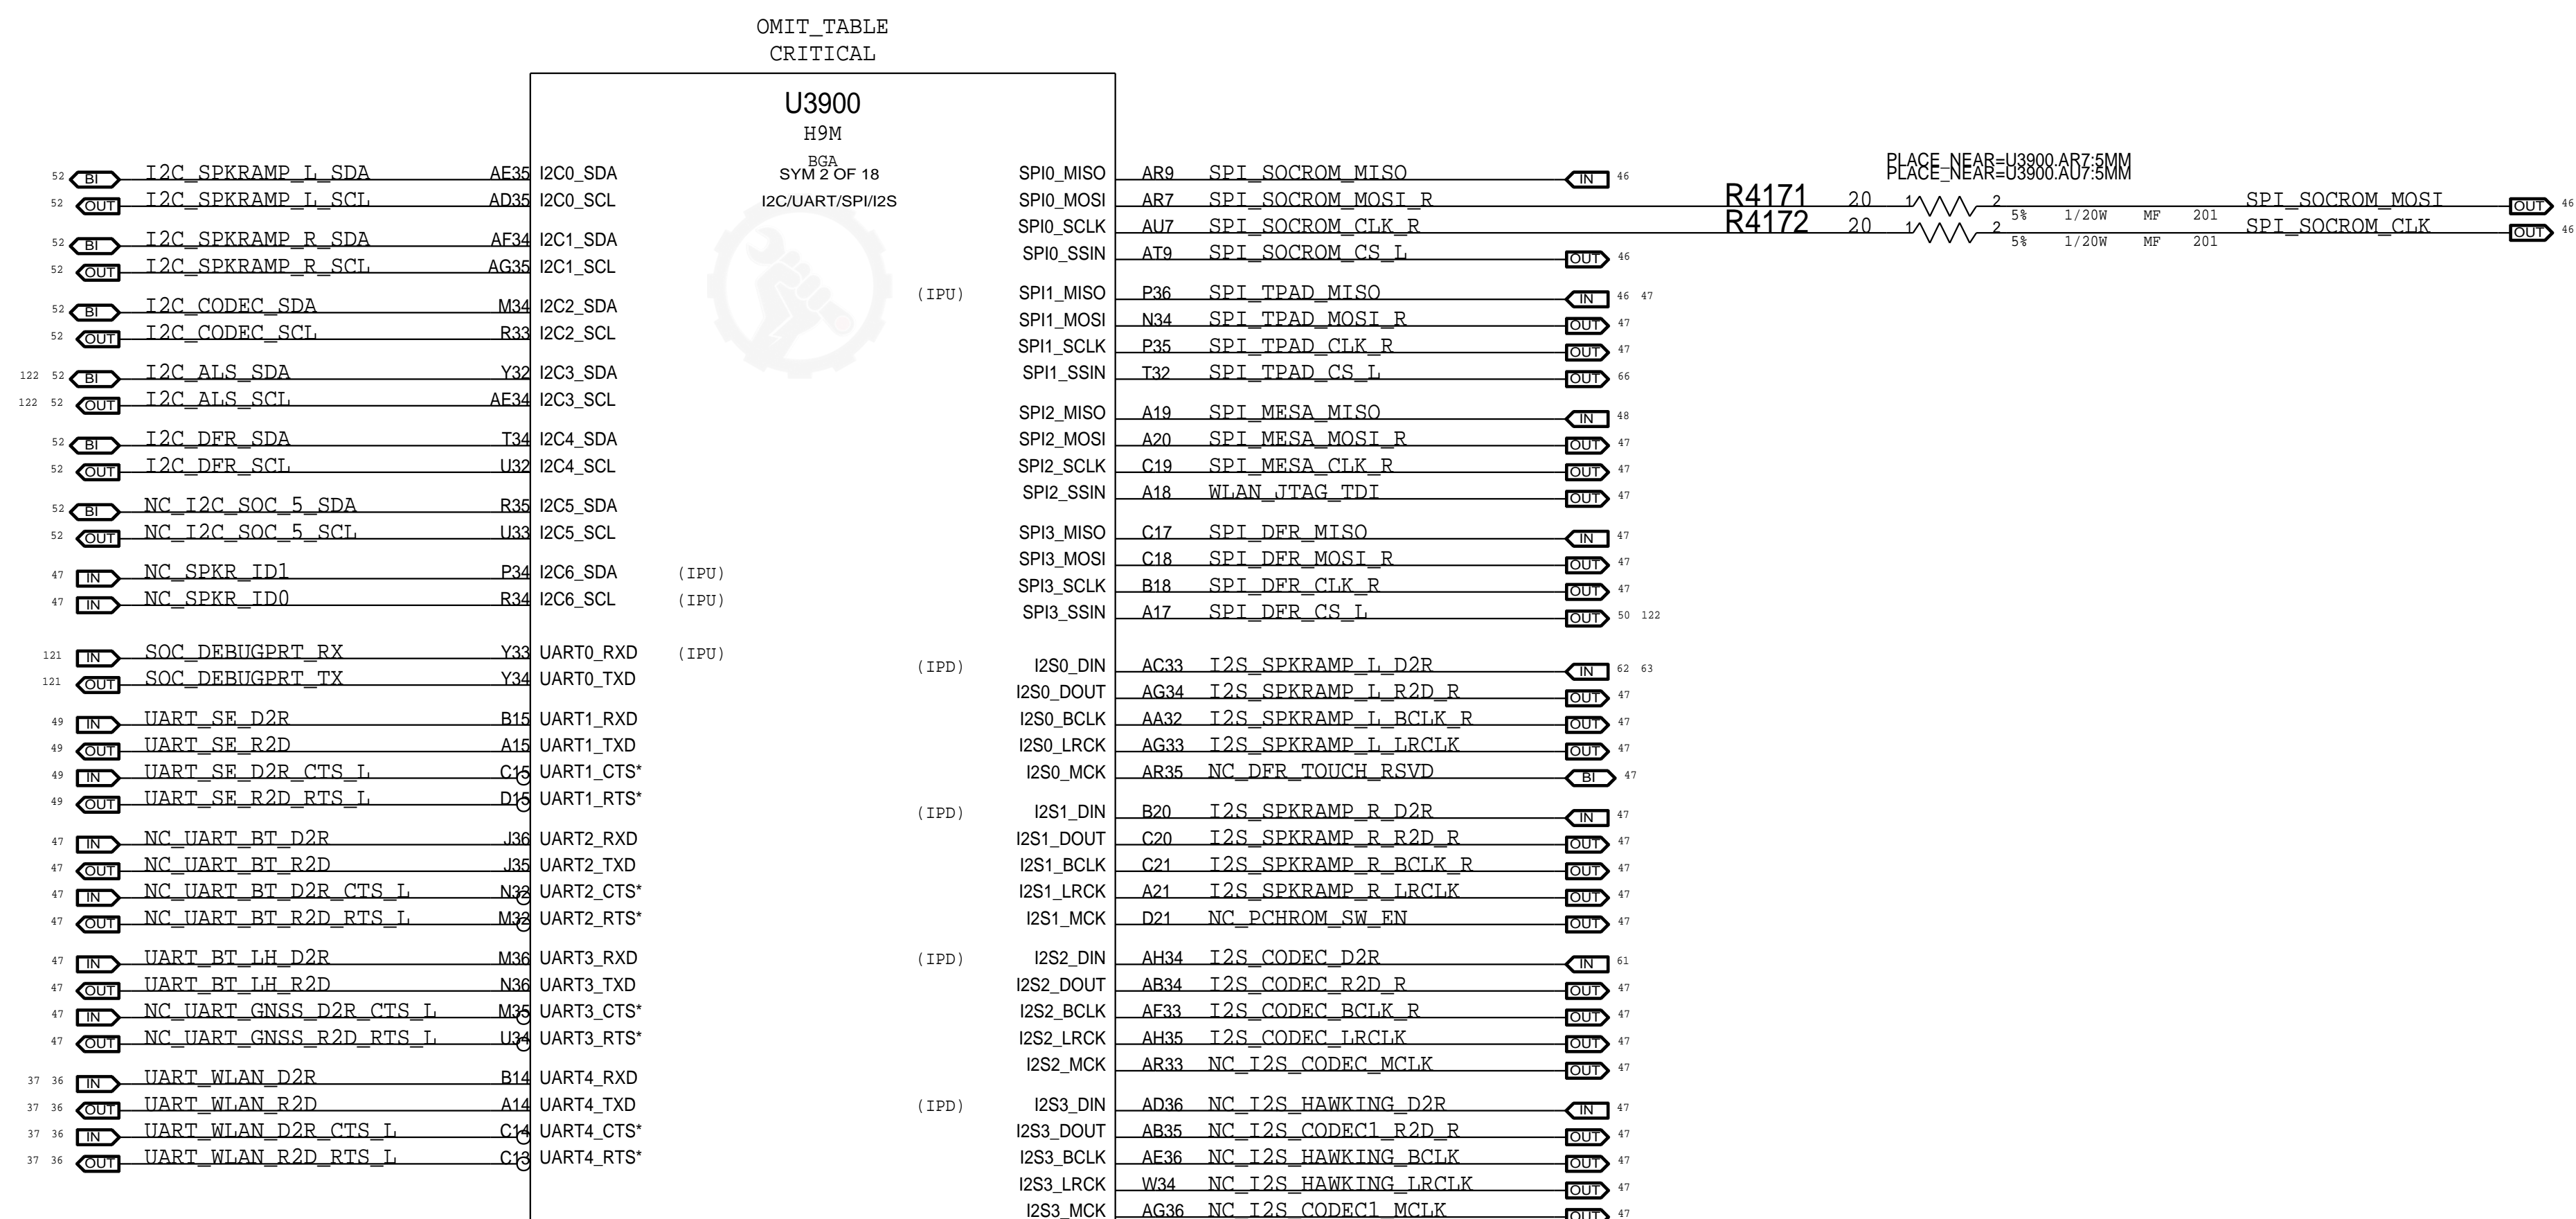 OMIT_TABLE
CRITICAL
U3900
H9M
BGA
SYM 2 OF 18
I2C/UART/SPI/I2S
52 BI I2C_SPKRAMP_L_SDA AE35 I2C0_SDA
52 OUT I2C_SPKRAMP_L_SCL AD35 I2C0_SCL
52 BI I2C_SPKRAMP_R_SDA AF34 I2C1_SDA
52 OUT I2C_SPKRAMP_R_SCL AG35 I2C1_SCL
52 BI I2C_CODEC_SDA M34 I2C2_SDA
52 OUT I2C_CODEC_SCL R33 I2C2_SCL
122 52 BI I2C_ALS_SDA Y32 I2C3_SDA
122 52 OUT I2C_ALS_SCL AE34 I2C3_SCL
52 BI I2C_DFR_SDA T34 I2C4_SDA
52 OUT I2C_DFR_SCL U32 I2C4_SCL
52 BI NC_I2C_SOC_5_SDA R35 I2C5_SDA
52 OUT NC_I2C_SOC_5_SCL U33 I2C5_SCL
47 IN NC_SPKR_ID1 P34 I2C6_SDA (IPU)
47 IN NC_SPKR_ID0 R34 I2C6_SCL (IPU)
121 IN SOC_DEBUGPRT_RX Y33 UART0_RXD (IPU)
121 OUT SOC_DEBUGPRT_TX Y34 UART0_TXD
49 IN UART_SE_D2R B15 UART1_RXD
49 OUT UART_SE_R2D A15 UART1_TXD
49 IN UART_SE_D2R_CTS_L C15 UART1_CTS*
49 OUT UART_SE_R2D_RTS_L D15 UART1_RTS*
47 IN NC_UART_BT_D2R J36 UART2_RXD
47 OUT NC_UART_BT_R2D J35 UART2_TXD
47 IN NC_UART_BT_D2R_CTS_L N32 UART2_CTS*
47 OUT NC_UART_BT_R2D_RTS_L M32 UART2_RTS*
47 IN UART_BT_LH_D2R M36 UART3_RXD
47 OUT UART_BT_LH_R2D N36 UART3_TXD
47 IN NC_UART_GNSS_D2R_CTS_L M35 UART3_CTS*
47 OUT NC_UART_GNSS_R2D_RTS_L U34 UART3_RTS*
37 36 IN UART_WLAN_D2R B14 UART4_RXD
37 36 OUT UART_WLAN_R2D A14 UART4_TXD
37 36 IN UART_WLAN_D2R_CTS_L C14 UART4_CTS*
37 36 OUT UART_WLAN_R2D_RTS_L C13 UART4_RTS*
SPI0_MISO AR9 SPI_SOCROM_MISO IN 46
SPI0_MOSI AR7 SPI_SOCROM_MOSI_R
SPI0_SCLK AU7 SPI_SOCROM_CLK_R
SPI0_SSIN AT9 SPI_SOCROM_CS_L OUT 46
(IPU) SPI1_MISO P36 SPI_TPAD_MISO IN 46 47
SPI1_MOSI N34 SPI_TPAD_MOSI_R OUT 47
SPI1_SCLK P35 SPI_TPAD_CLK_R OUT 47
SPI1_SSIN T32 SPI_TPAD_CS_L OUT 66
SPI2_MISO A19 SPI_MESA_MISO IN 48
SPI2_MOSI A20 SPI_MESA_MOSI_R OUT 47
SPI2_SCLK C19 SPI_MESA_CLK_R OUT 47
SPI2_SSIN A18 WLAN_JTAG_TDI OUT 47
SPI3_MISO C17 SPI_DFR_MISO IN 47
SPI3_MOSI C18 SPI_DFR_MOSI_R OUT 47
SPI3_SCLK B18 SPI_DFR_CLK_R OUT 47
SPI3_SSIN A17 SPI_DFR_CS_L OUT 50 122
(IPD) I2S0_DIN AC33 I2S_SPKRAMP_L_D2R IN 62 63
I2S0_DOUT AG34 I2S_SPKRAMP_L_R2D_R OUT 47
I2S0_BCLK AA32 I2S_SPKRAMP_L_BCLK_R OUT 47
I2S0_LRCK AG33 I2S_SPKRAMP_L_LRCLK OUT 47
I2S0_MCK AR35 NC_DFR_TOUCH_RSVD BI 47
(IPD) I2S1_DIN B20 I2S_SPKRAMP_R_D2R IN 47
I2S1_DOUT C20 I2S_SPKRAMP_R_R2D_R OUT 47
I2S1_BCLK C21 I2S_SPKRAMP_R_BCLK_R OUT 47
I2S1_LRCK A21 I2S_SPKRAMP_R_LRCLK OUT 47
I2S1_MCK D21 NC_PCHROM_SW_EN OUT 47
(IPD) I2S2_DIN AH34 I2S_CODEC_D2R IN 61
I2S2_DOUT AB34 I2S_CODEC_R2D_R OUT 47
I2S2_BCLK AF33 I2S_CODEC_BCLK_R OUT 47
I2S2_LRCK AH35 I2S_CODEC_LRCLK OUT 47
I2S2_MCK AR33 NC_I2S_CODEC_MCLK OUT 47
(IPD) I2S3_DIN AD36 NC_I2S_HAWKING_D2R IN 47
I2S3_DOUT AB35 NC_I2S_CODEC1_R2D_R OUT 47
I2S3_BCLK AE36 NC_I2S_HAWKING_BCLK OUT 47
I2S3_LRCK W34 NC_I2S_HAWKING_LRCLK OUT 47
I2S3_MCK AG36 NC_I2S_CODEC1_MCLK OUT 47
PLACE_NEAR=U3900.AR7:5MM
PLACE_NEAR=U3900.AU7:5MM
R4171 20 1 2 SPI_SOCROM_MOSI OUT 46
5% 1/20W MF 201
R4172 20 1 2 SPI_SOCROM_CLK OUT 46
5% 1/20W MF 201